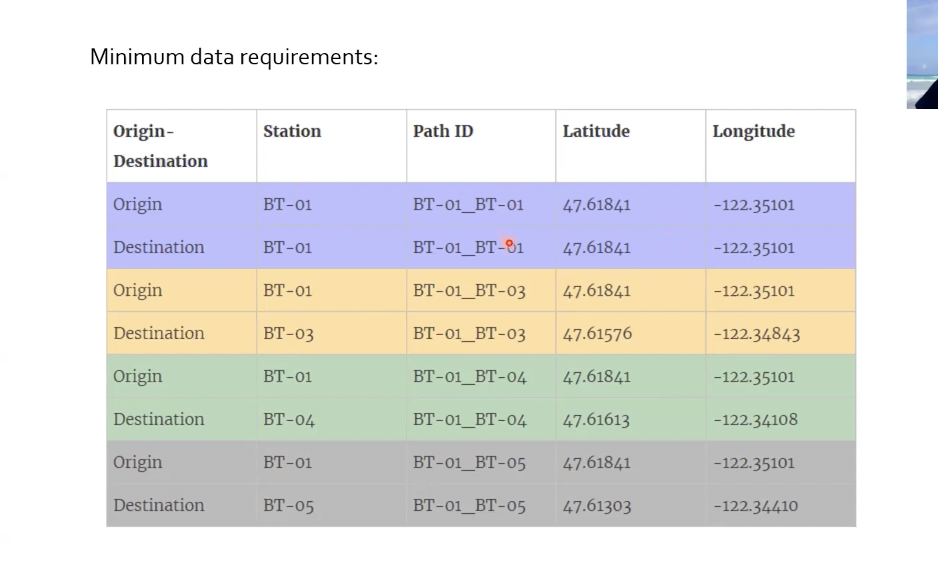 Minimum data requirements:
Origin-Destination Station Path ID Latitude Longitude
Origin BT-01 BT-01_BT-01 47.61841 -122.35101
Destination BT-01 BT-01_BT-01 47.61841 -122.35101
Origin BT-01 BT-01_BT-03 47.61841 -122.35101
Destination BT-03 BT-01_BT-03 47.61576 -122.34843
Origin BT-01 BT-01_BT-04 47.61841 -122.35101
Destination BT-04 BT-01_BT-04 47.61613 -122.34108
Origin BT-01 BT-01_BT-05 47.61841 -122.35101
Destination BT-05 BT-01_BT-05 47.61303 -122.34410